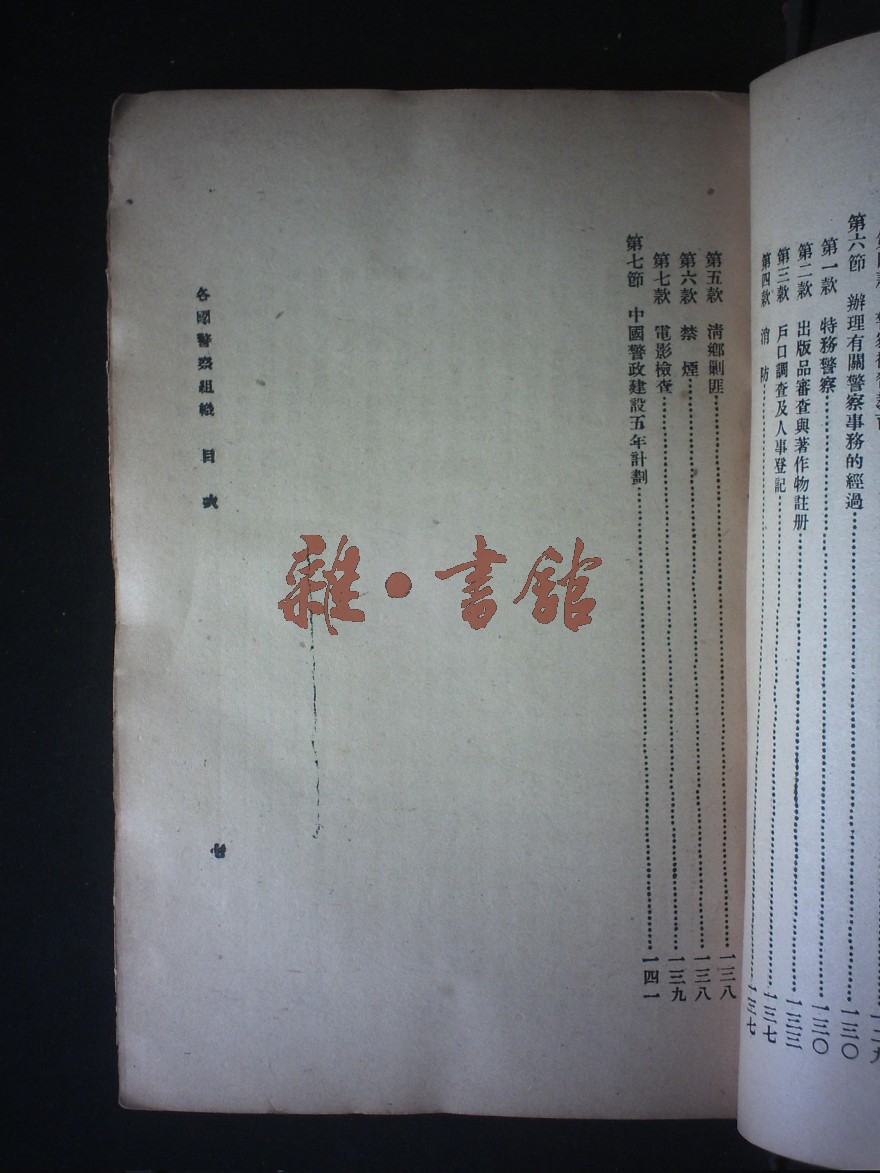 第六節　辦理有關警察事務的經過……一三〇
第一款　特務警察……一三〇
第二款　出版品審查與著作物註册……一三三
第三款　戶口調查及人事登記……一三七
第四款　消　防……一三七
第五款　淸鄕剿匪……一三八
第六款　禁　煙……一三八
第七款　電影檢查……一三九
第七節　中國警政建設五年計劃……一四一
各國警察組織　目次
雜·書館